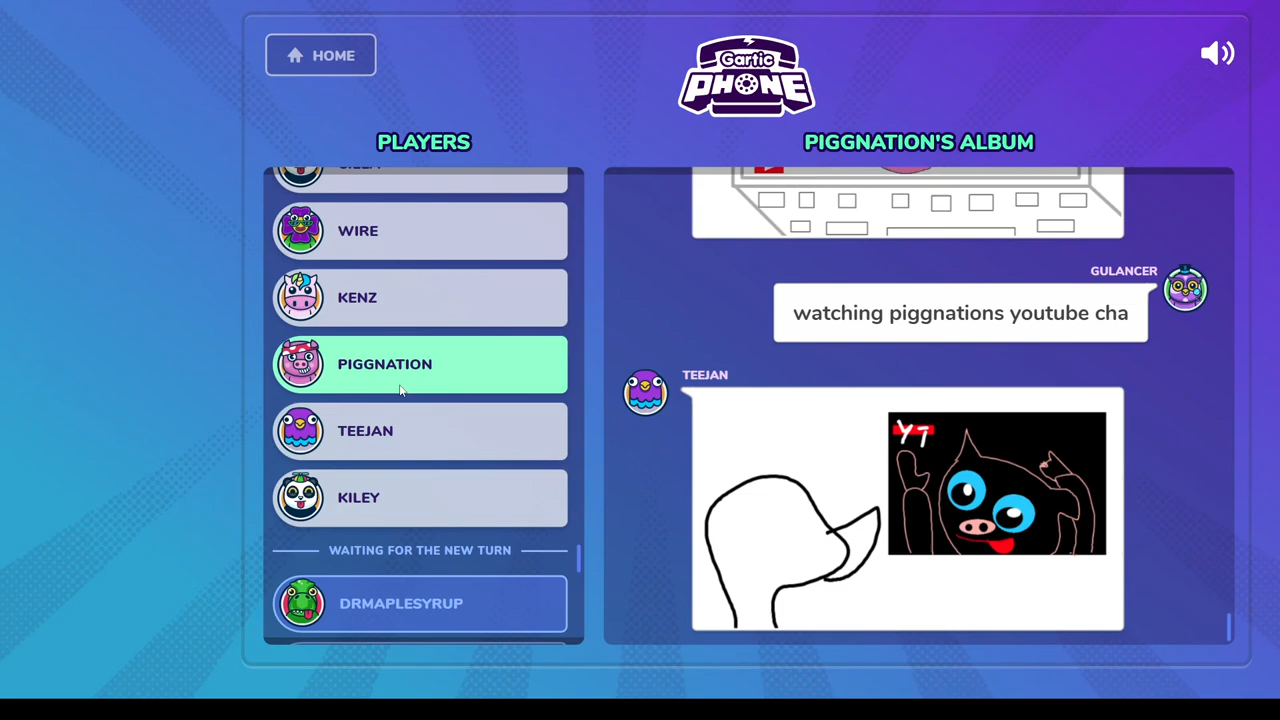 HOME
Gartic
PHONE
PLAYERS
PIGGNATION'S ALBUM
WIRE
KENZ
PIGGNATION
TEEJAN
KILEY
WAITING FOR THE NEW TURN
DRMAPLESYRUP
GULANCER
watching piggnations youtube cha
TEEJAN
YT